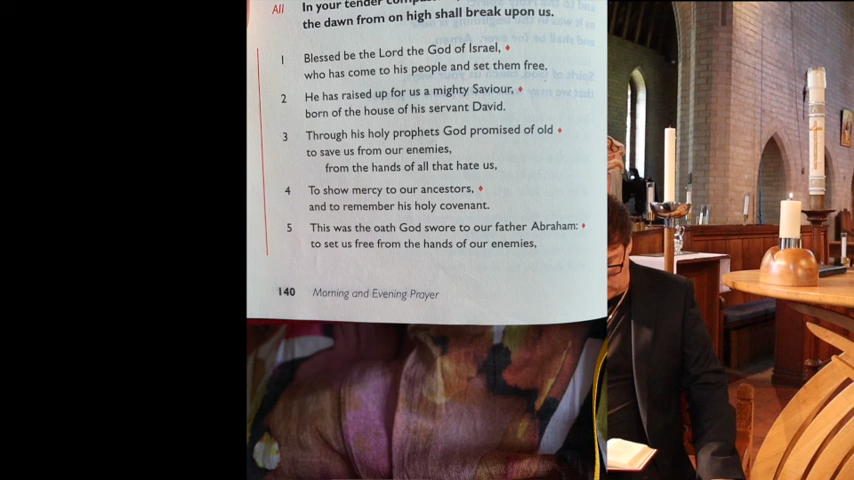 All In your tender compassion
the dawn from on high shall break upon us.
1 Blessed be the Lord the God of Israel, ♦
who has come to his people and set them free.
2 He has raised up for us a mighty Saviour, ♦
born of the house of his servant David.
3 Through his holy prophets God promised of old ♦
to save us from our enemies,
from the hands of all that hate us,
4 To show mercy to our ancestors, ♦
and to remember his holy covenant.
5 This was the oath God swore to our father Abraham: ♦
to set us free from the hands of our enemies,
140 Morning and Evening Prayer